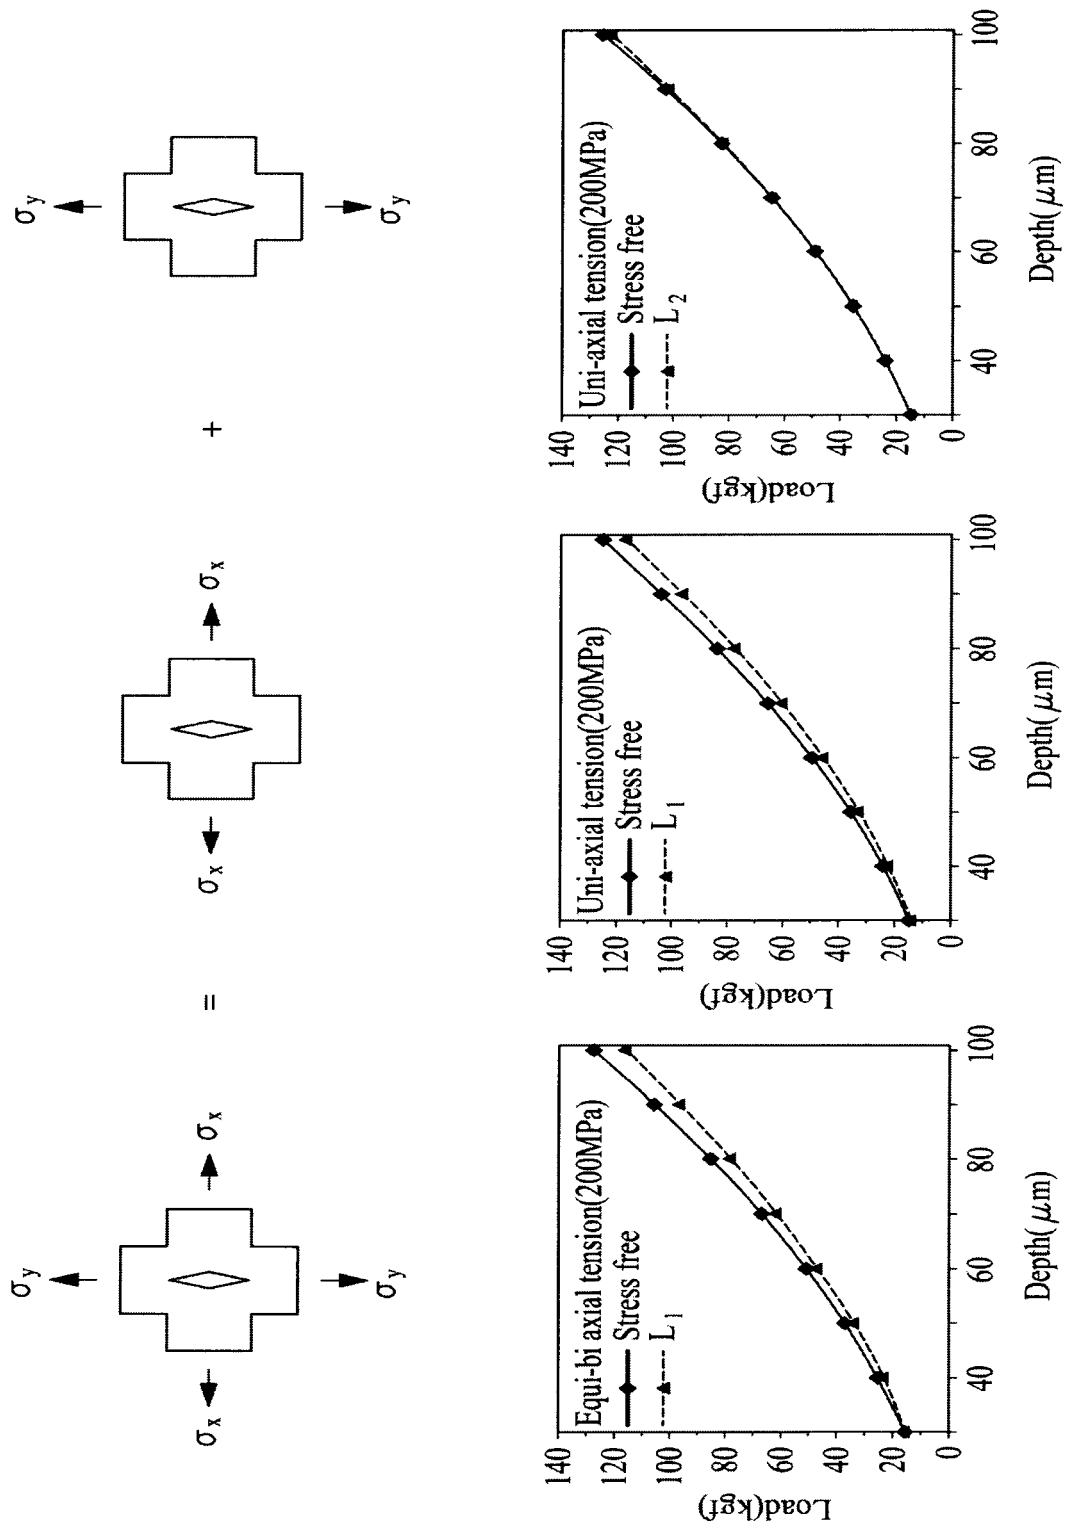 σy
σx
σx
σy
=
σx
σx
+
σy
σy
Equi-bi axial tension(200MPa)
Stress free
L1
140
120
100
80
60
40
20
0
Load(kgf)
40
60
80
100
Depth(μm)
Uni-axial tension(200MPa)
Stress free
L1
140
120
100
80
60
40
20
0
Load(kgf)
40
60
80
100
Depth(μm)
Uni-axial tension(200MPa)
Stress free
L2
140
120
100
80
60
40
20
0
Load(kgf)
40
60
80
100
Depth(μm)